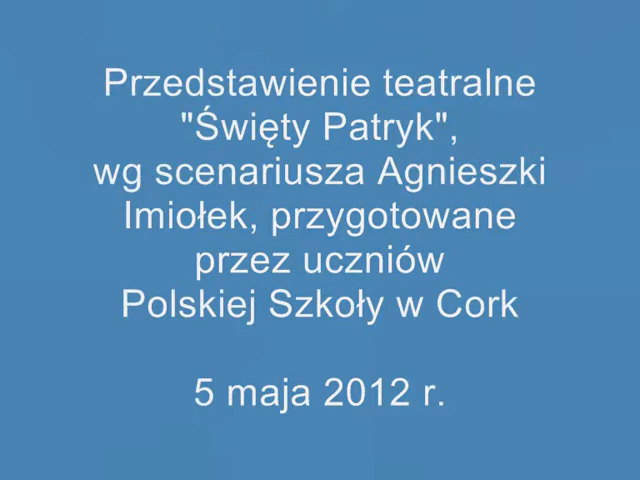 Przedstawienie teatralne
"Święty Patryk",
wg scenariusza Agnieszki
Imiołek, przygotowane
przez uczniów
Polskiej Szkoły w Cork
5 maja 2012 r.